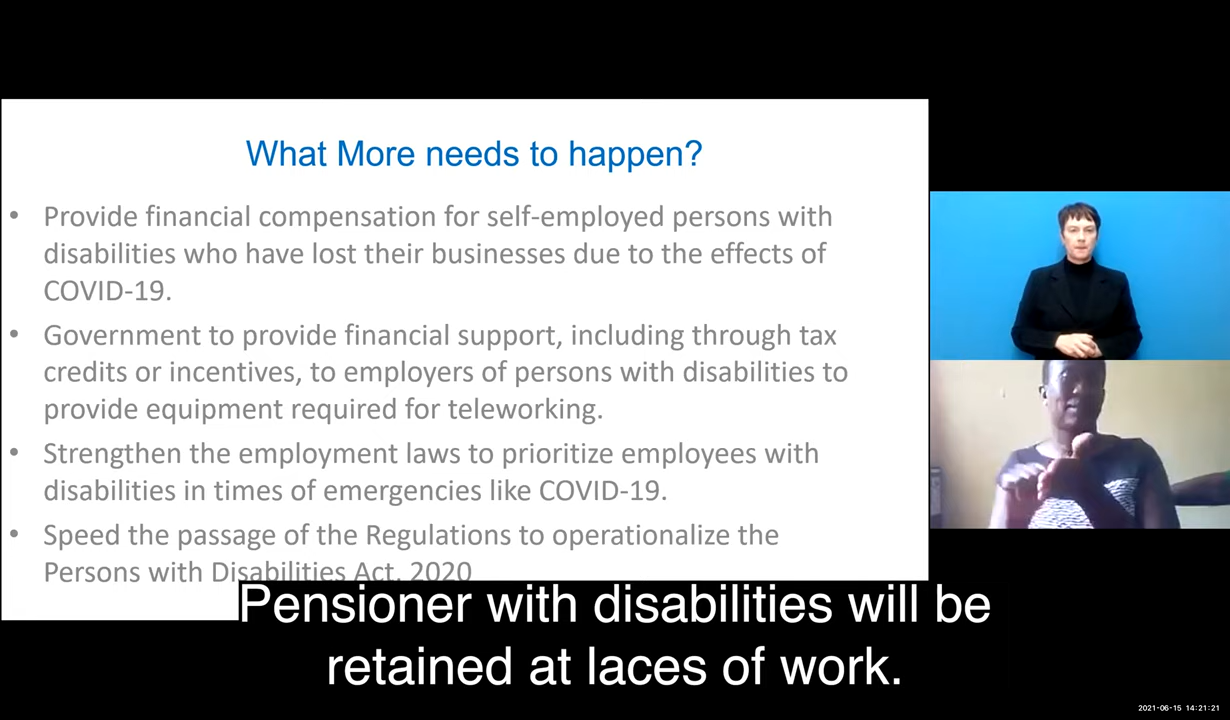 What More needs to happen?
• Provide financial compensation for self-employed persons with
disabilities who have lost their businesses due to the effects of
COVID-19.
• Government to provide financial support, including through tax
credits or incentives, to employers of persons with disabilities to
provide equipment required for teleworking.
• Strengthen the employment laws to prioritize employees with
disabilities in times of emergencies like COVID-19.
• Speed the passage of the Regulations to operationalize the
Persons with Disabilities Act, 2020
Pensioner with disabilities will be
retained at laces of work.
2021-06-15 14:21:21